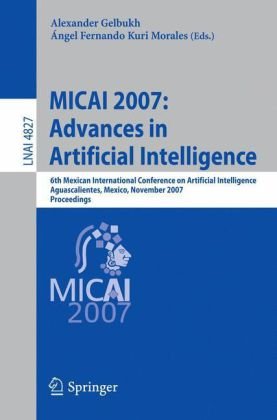 Alexander Gelbukh
Ángel Fernando Kuri Morales (Eds.)
LNAI 4827
MICAI 2007:
Advances in
Artificial Intelligence
6th Mexican International Conference on Artificial Intelligence
Aguascalientes, Mexico, November 2007
Proceedings
MICAI
2007
Springer